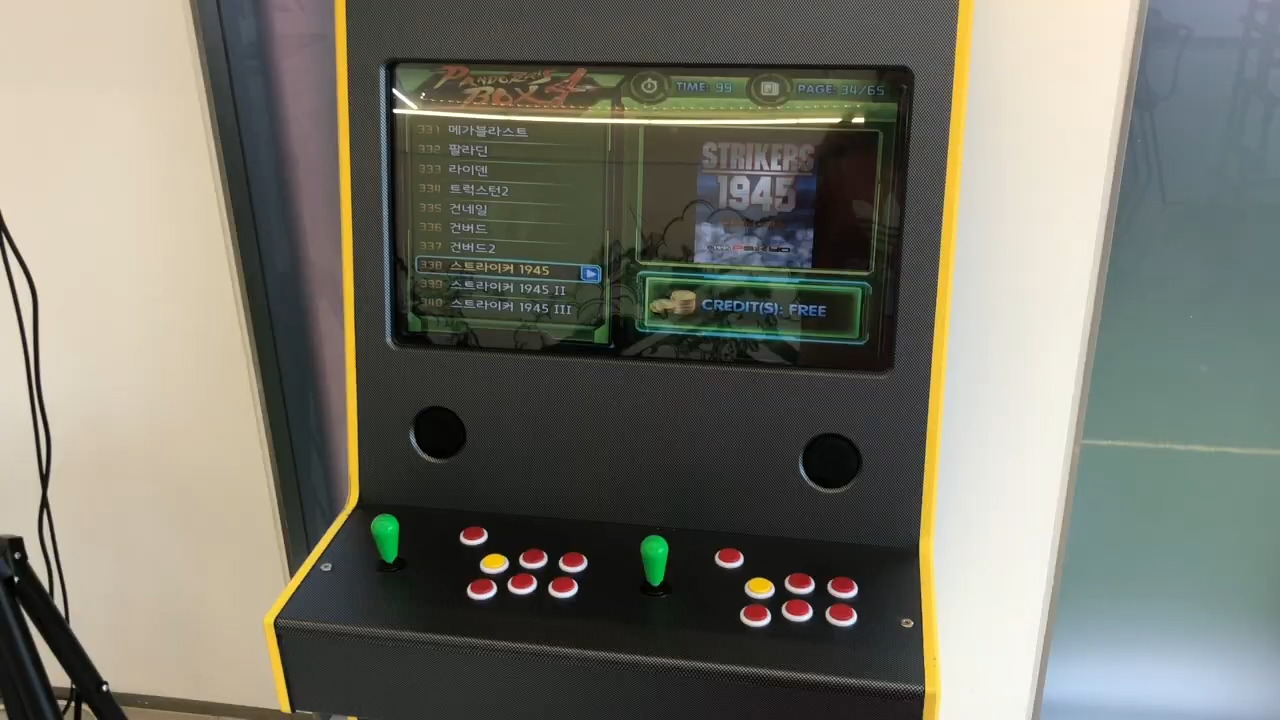 PANDORA'S
BOX 4
TIME: 99
PAGE: 34/65
331 메가블라스트
332 팔라딘
333 라이덴
334 트럭스턴2
335 건네일
336 건버드
337 건버드2
338 스트라이커 1945
339 스트라이커 1945 II
340 스트라이커 1945 III
STRIKERS
1945
CREDIT(S): FREE